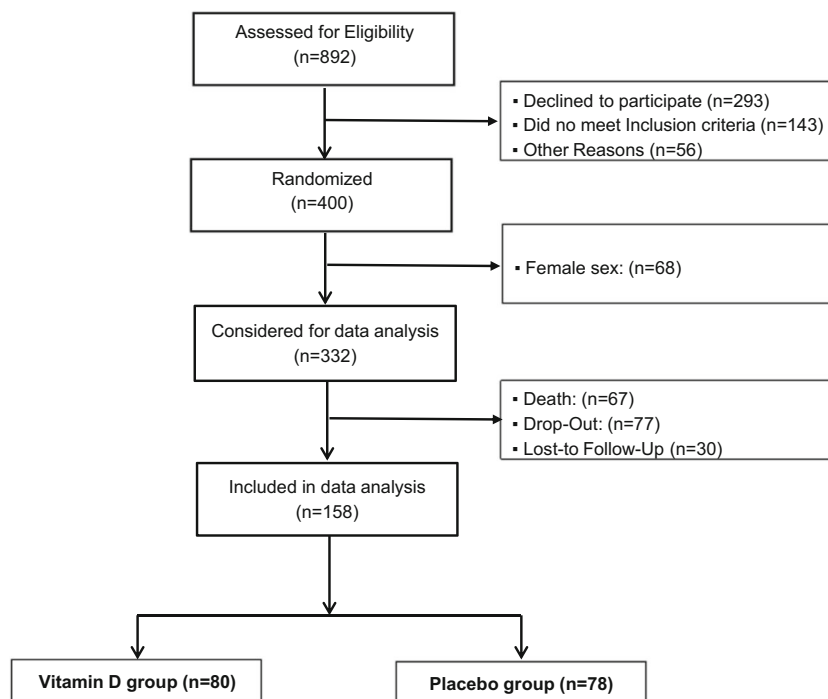 Assessed for Eligibility
(n=892)
▪ Declined to participate (n=293)
▪ Did no meet Inclusion criteria (n=143)
▪ Other Reasons (n=56)
Randomized
(n=400)
▪ Female sex: (n=68)
Considered for data analysis
(n=332)
▪ Death: (n=67)
▪ Drop-Out: (n=77)
▪ Lost-to Follow-Up (n=30)
Included in data analysis
(n=158)
Vitamin D group (n=80)
Placebo group (n=78)